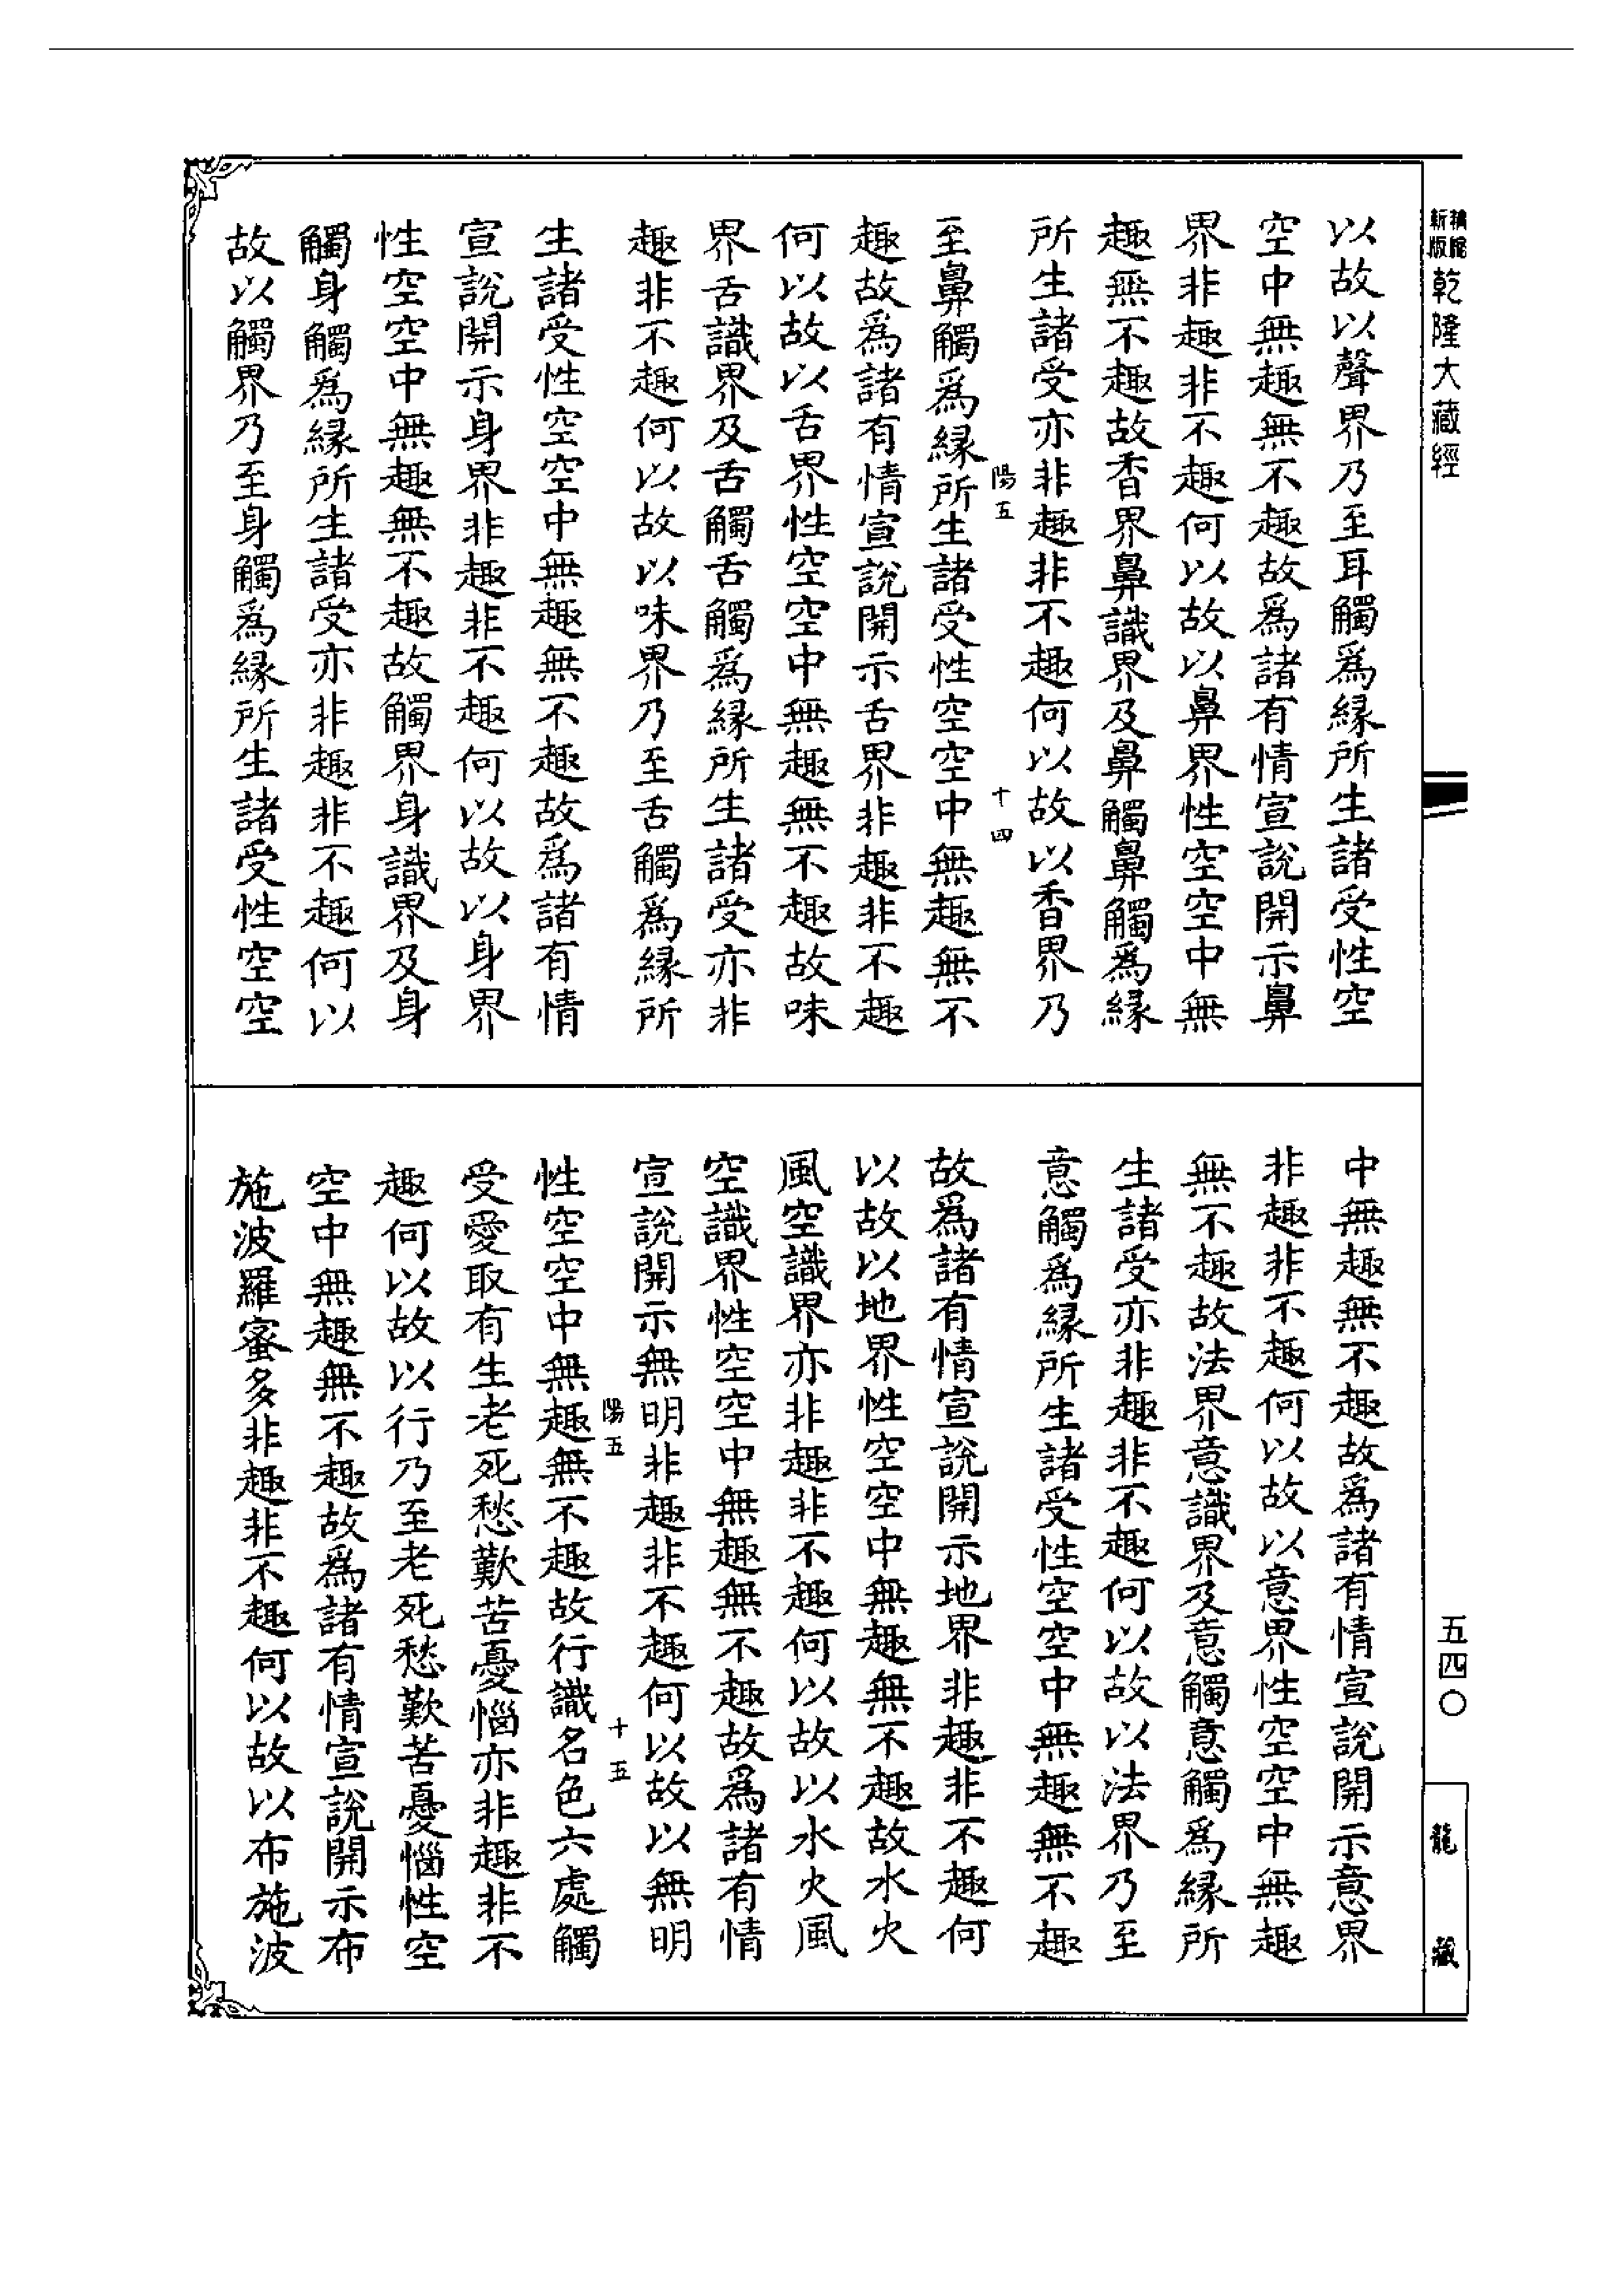 新版
精縮
乾隆大藏經
以故以聲界乃至耳觸爲緣所生諸受性空
空中無趣無不趣故爲諸有情宣說開示鼻
界非趣非不趣何以故以鼻界性空空中無
趣無不趣故香界鼻識界及鼻觸鼻觸爲緣
所生諸受亦非趣非不趣何以故以香界乃
陽五
十四
至鼻觸爲緣所生諸受性空空中無趣無不
趣故爲諸有情宣說開示舌界非趣非不趣
何以故以舌界性空空中無趣無不趣故味
界舌識界及舌觸舌觸爲緣所生諸受亦非
趣非不趣何以故以味界乃至舌觸爲緣所
生諸受性空空中無趣無不趣故爲諸有情
宣說開示身界非趣非不趣何以故以身界
性空空中無趣無不趣故觸界身識界及身
觸身觸爲緣所生諸受亦非趣非不趣何以
故以觸界乃至身觸爲緣所生諸受性空空
中無趣無不趣故爲諸有情宣說開示意界
非趣非不趣何以故以意界性空空中無趣
無不趣故法界意識界及意觸意觸爲緣所
生諸受亦非趣非不趣何以故以法界乃至
意觸爲緣所生諸受性空空中無趣無不趣
故爲諸有情宣說開示地界非趣非不趣何
以故以地界性空空中無趣無不趣故水火
風空識界亦非趣非不趣何以故以水火風
空識界性空空中無趣無不趣故爲諸有情
宣說開示無明非趣非不趣何以故以無明
陽五
十五
性空空中無趣無不趣故行識名色六處觸
受愛取有生老死愁歎苦憂惱亦非趣非不
趣何以故以行乃至老死愁歎苦憂惱性空
空中無趣無不趣故爲諸有情宣說開示布
施波羅蜜多非趣非不趣何以故以布施波
五四〇
龍藏